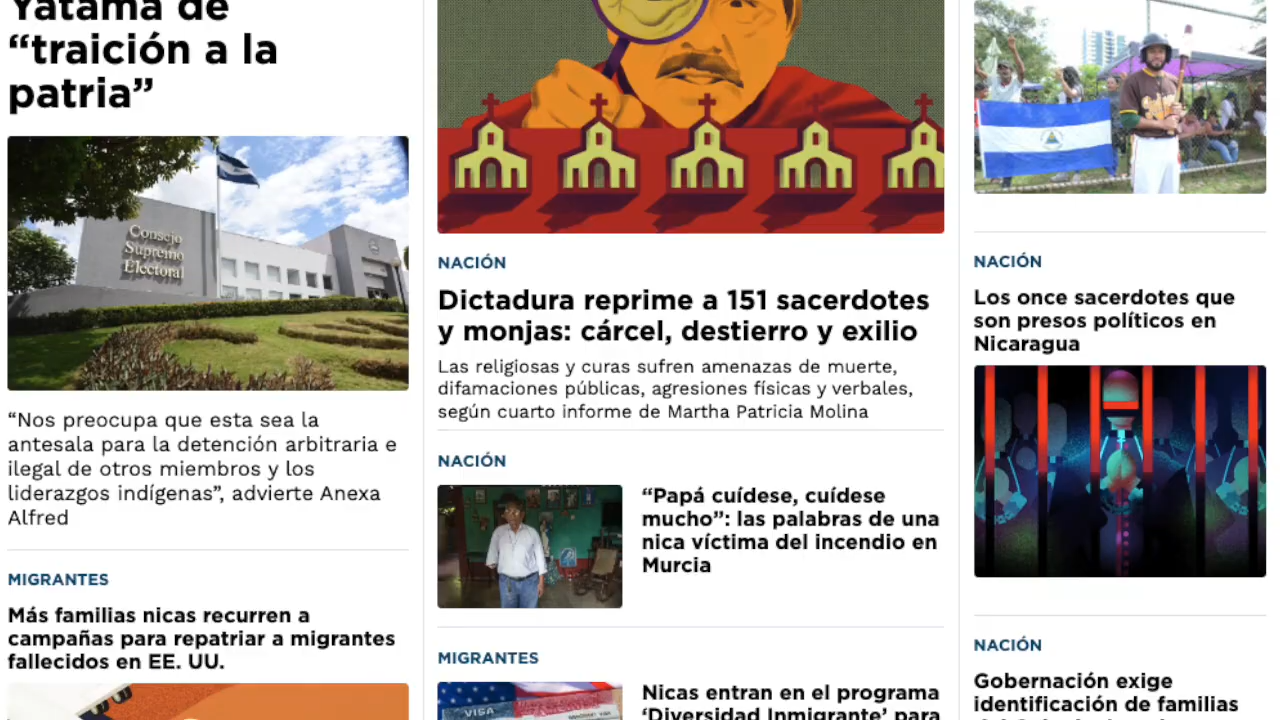 Yatama de
“traición a la
patria”
Consejo
Supremo
Electoral
“Nos preocupa que esta sea la
antesala para la detención arbitraria e
ilegal de otros miembros y los
liderazgos indígenas”, advierte Anexa
Alfred
MIGRANTES
Más familias nicas recurren a
campañas para repatriar a migrantes
fallecidos en EE. UU.
NACIÓN
Dictadura reprime a 151 sacerdotes
y monjas: cárcel, destierro y exilio
Las religiosas y curas sufren amenazas de muerte,
difamaciones públicas, agresiones físicas y verbales,
según cuarto informe de Martha Patricia Molina
NACIÓN
“Papá cuídese, cuídese
mucho”: las palabras de una
nica víctima del incendio en
Murcia
MIGRANTES
VISA
Nicas entran en el programa
‘Diversidad Inmigrante’ para
NACIÓN
Los once sacerdotes que
son presos políticos en
Nicaragua
NACIÓN
Gobernación exige
identificación de familias